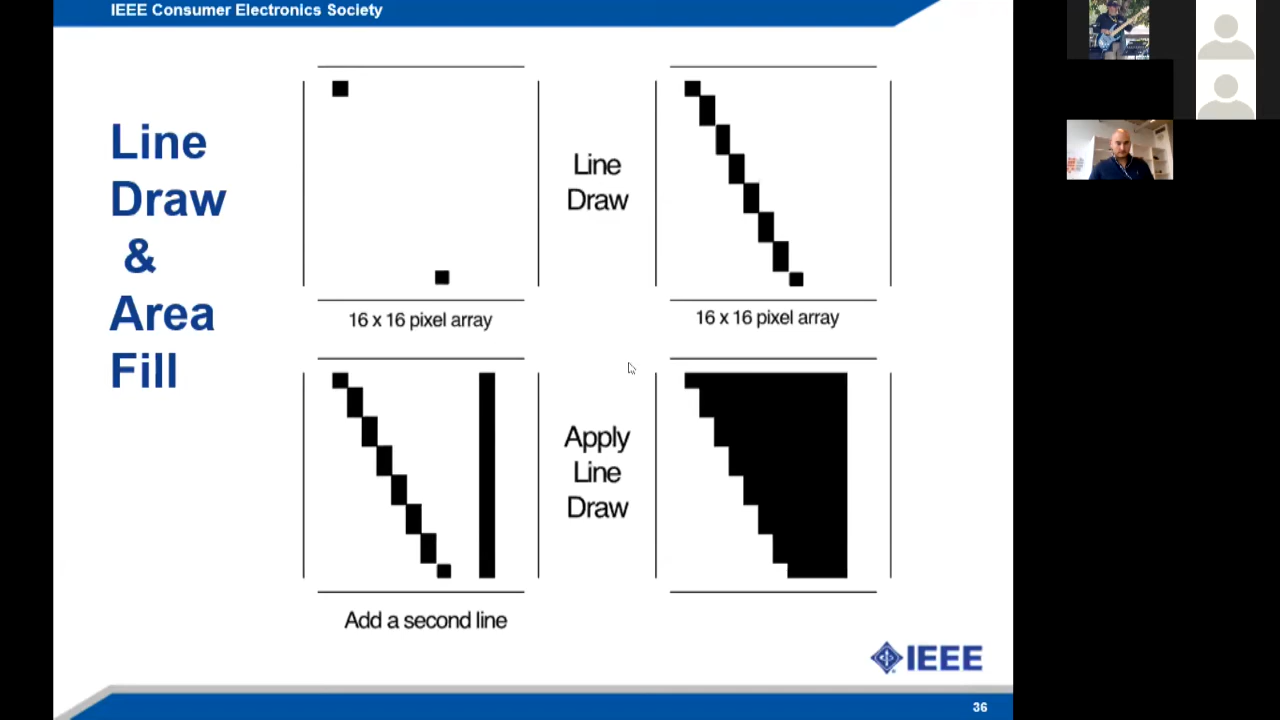 IEEE Consumer Electronics Society
Line
Draw
&
Area
Fill
Line
Draw
16 x 16 pixel array
16 x 16 pixel array
Apply
Line
Draw
Add a second line
IEEE
36